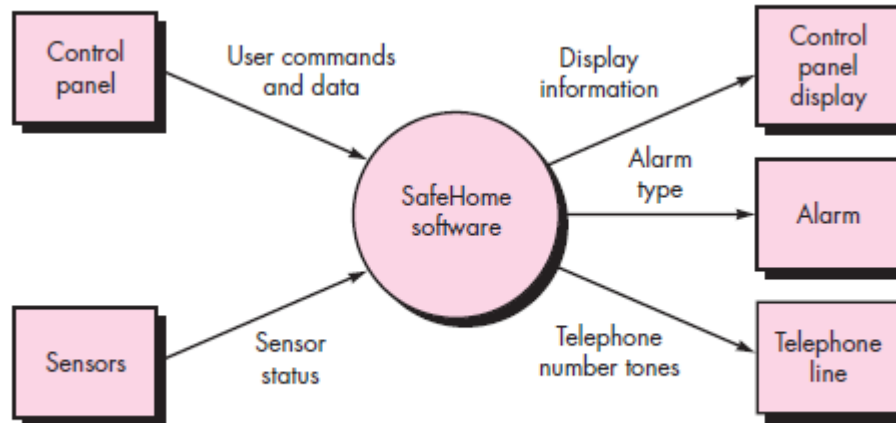 Control
panel
User commands
and data
Display
information
Control
panel
display
Alarm
type
SafeHome
software
Alarm
Sensors
Sensor
status
Telephone
number tones
Telephone
line